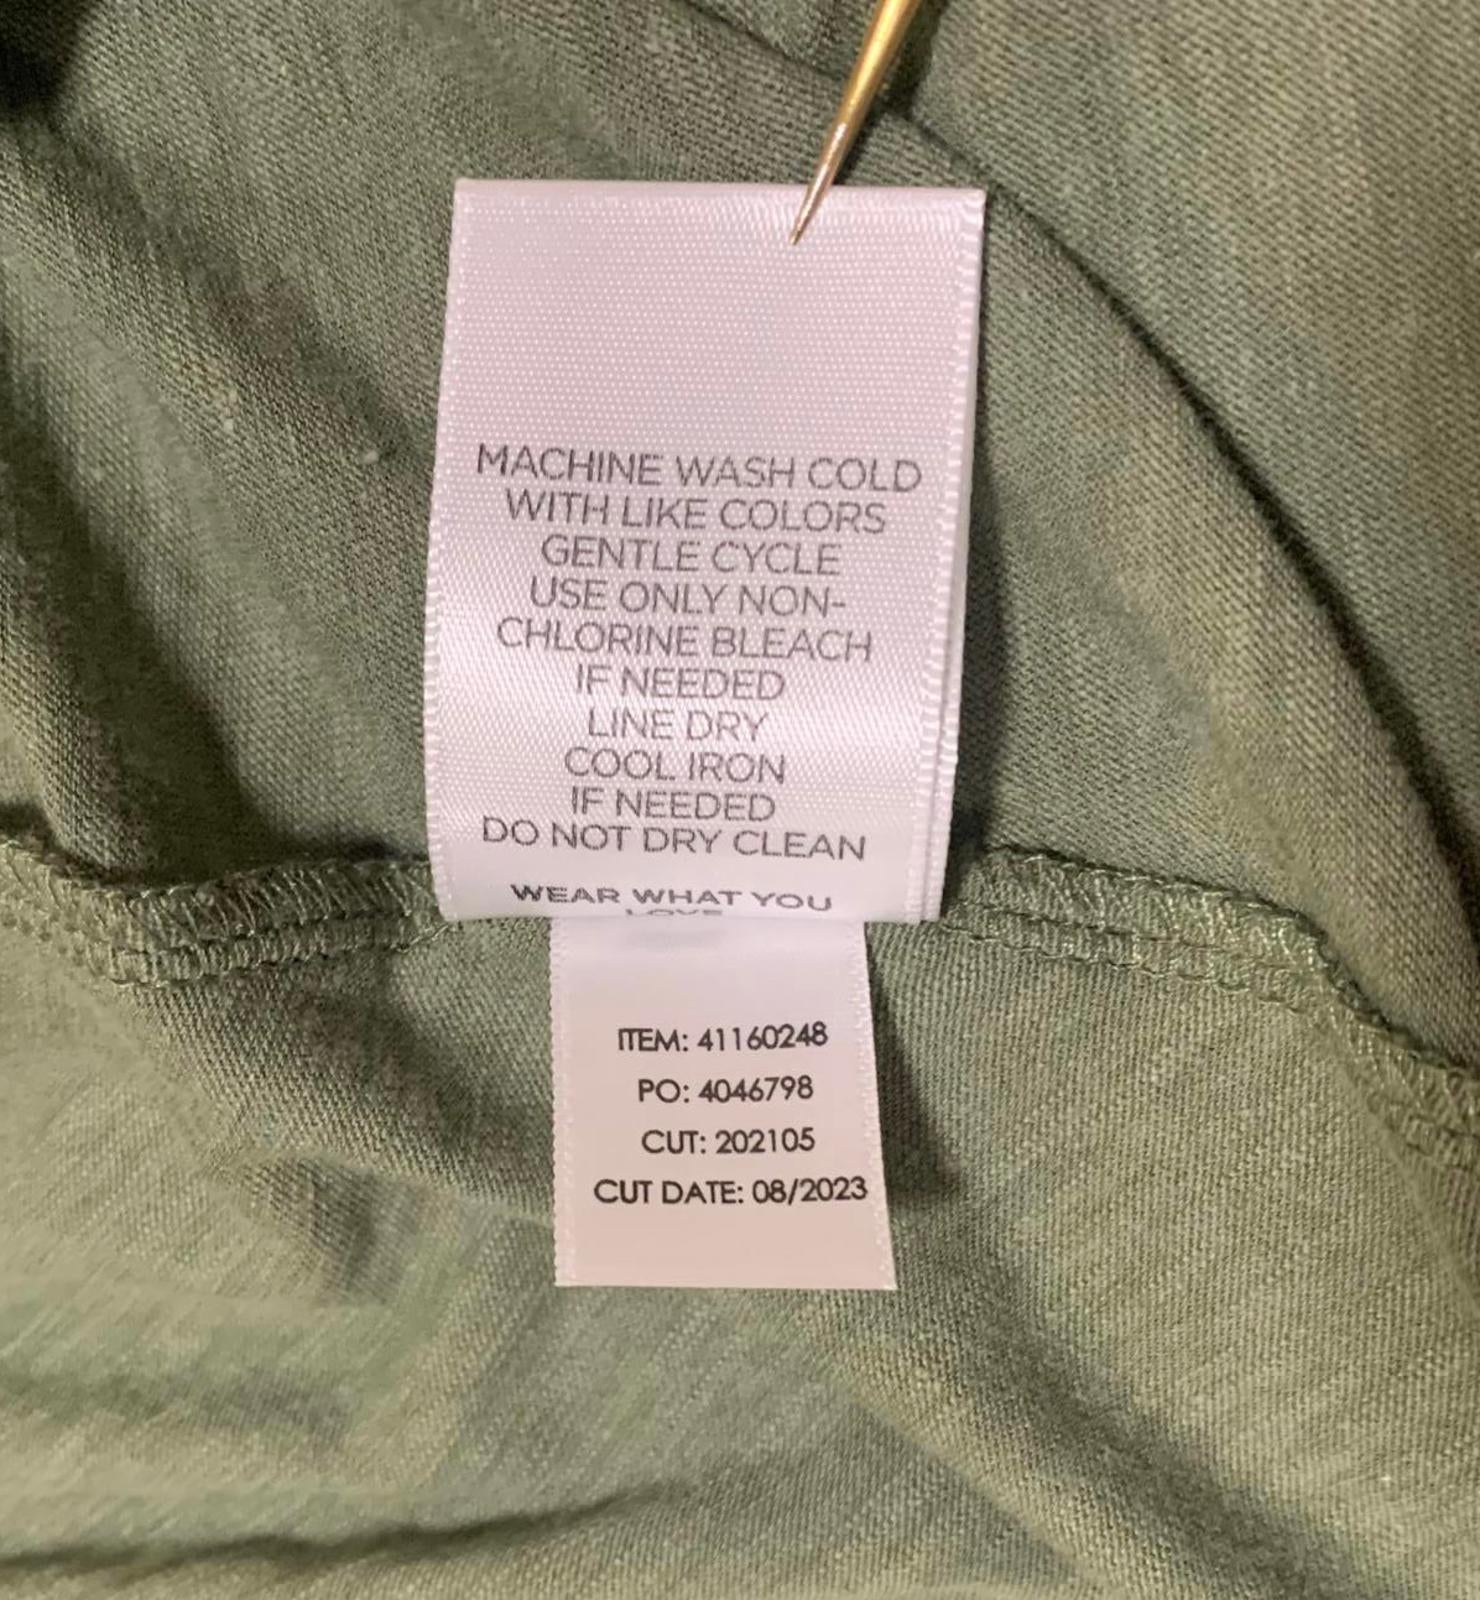 MACHINE WASH COLD
WITH LIKE COLORS
GENTLE CYCLE
USE ONLY NON-
CHLORINE BLEACH
IF NEEDED
LINE DRY
COOL IRON
IF NEEDED
DO NOT DRY CLEAN
WEAR WHAT YOU
LOVE
ITEM: 41160248
PO: 4046798
CUT: 202105
CUT DATE: 08/2023